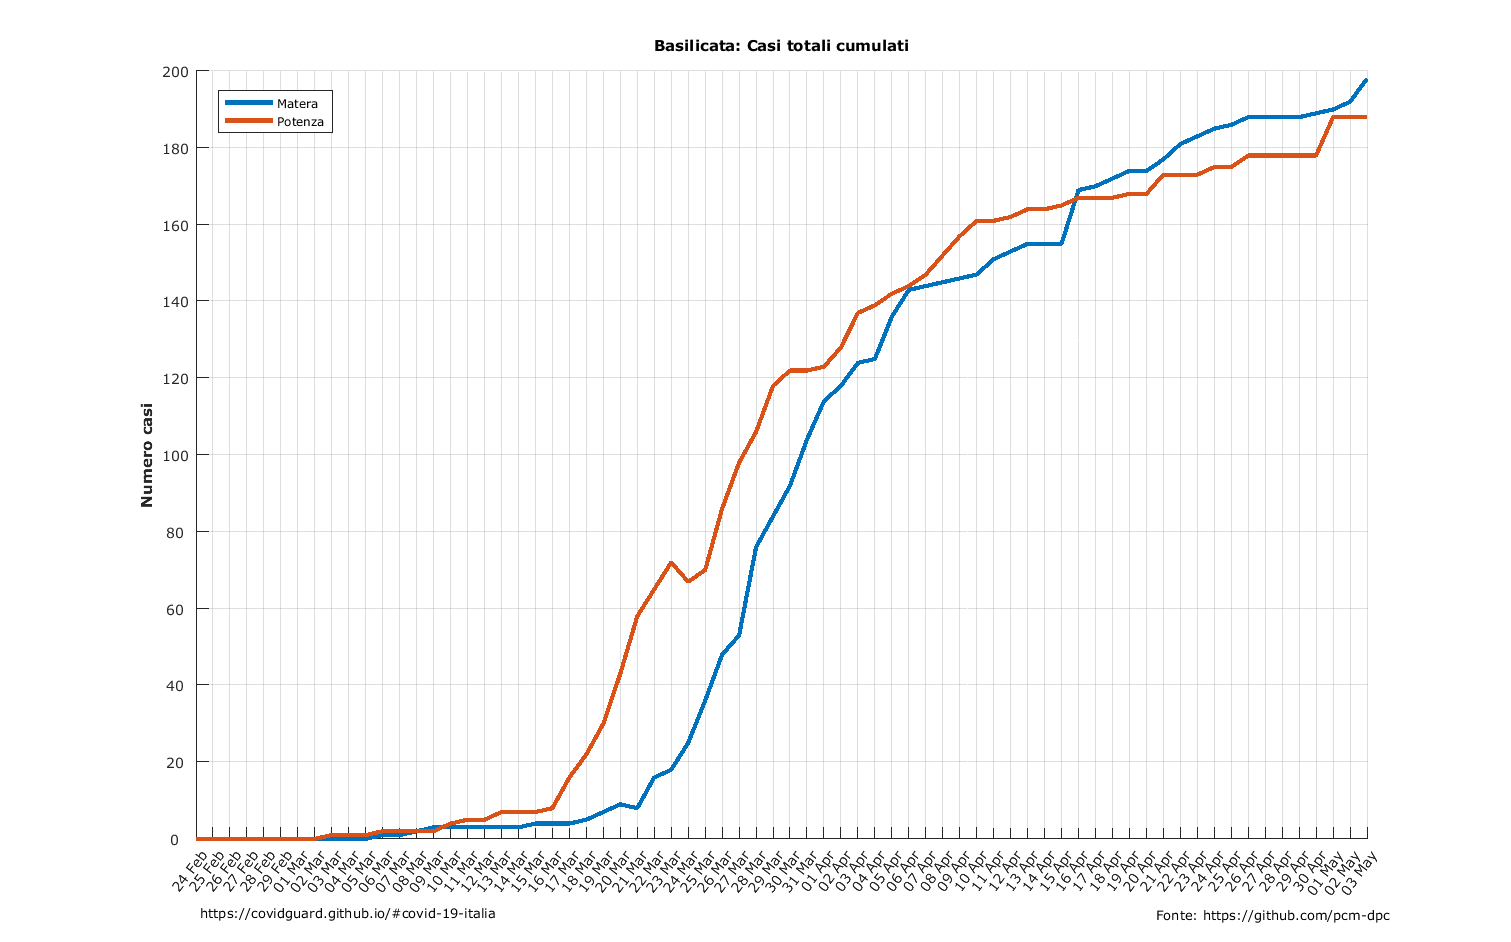 Basilicata: Casi totali cumulati
200
180
160
140
120
100
80
60
40
20
0
Numero casi
Matera
Potenza
24 Feb
25 Feb
26 Feb
27 Feb
28 Feb
29 Feb
01 Mar
02 Mar
03 Mar
04 Mar
05 Mar
06 Mar
07 Mar
08 Mar
09 Mar
10 Mar
11 Mar
12 Mar
13 Mar
14 Mar
15 Mar
16 Mar
17 Mar
18 Mar
19 Mar
20 Mar
21 Mar
22 Mar
23 Mar
24 Mar
25 Mar
26 Mar
27 Mar
28 Mar
29 Mar
30 Mar
31 Mar
01 Apr
02 Apr
03 Apr
04 Apr
05 Apr
06 Apr
07 Apr
08 Apr
09 Apr
10 Apr
11 Apr
12 Apr
13 Apr
14 Apr
15 Apr
16 Apr
17 Apr
18 Apr
19 Apr
20 Apr
21 Apr
22 Apr
23 Apr
24 Apr
25 Apr
26 Apr
27 Apr
28 Apr
29 Apr
30 Apr
01 May
02 May
03 May
https://covidguard.github.io/#covid-19-italia
Fonte: https://github.com/pcm-dpc